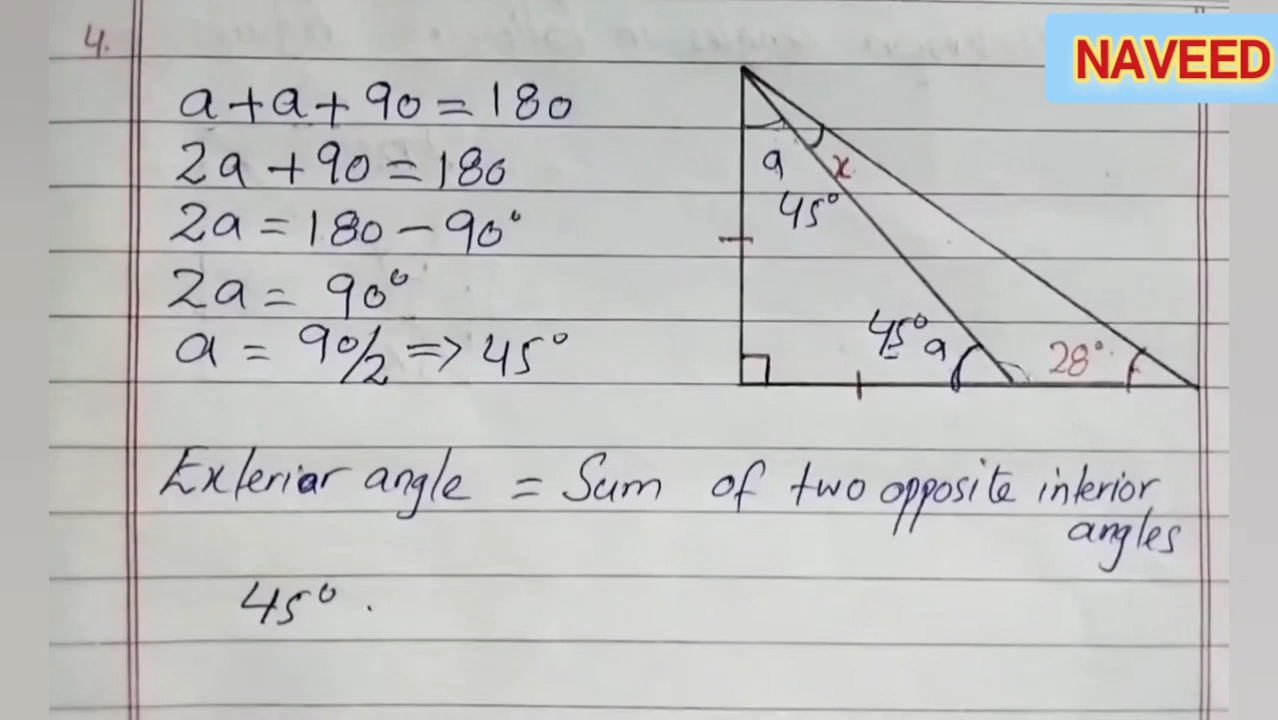 4.
NAVEED
a + a + 90 = 180
2a + 90 = 180
2a = 180 - 90°
2a = 90°
a = 90/2 => 45°
a x
45°
45° a 28°
Exterior angle = Sum of two opposite interior
angles
45°.